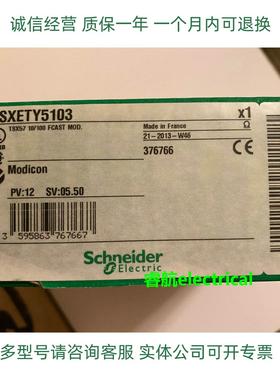 诚信经营 质保一年 一个月内可退换
SXETY5103
x1
TSX57 10/100 FCAST MOD.
Made in France
21-2013-W46
376766
Modicon
PV:12 SV:05.50
3 595863 767667
Schneider
Electric
睿航electrical
多型号请咨询客服 实体公司可开专票